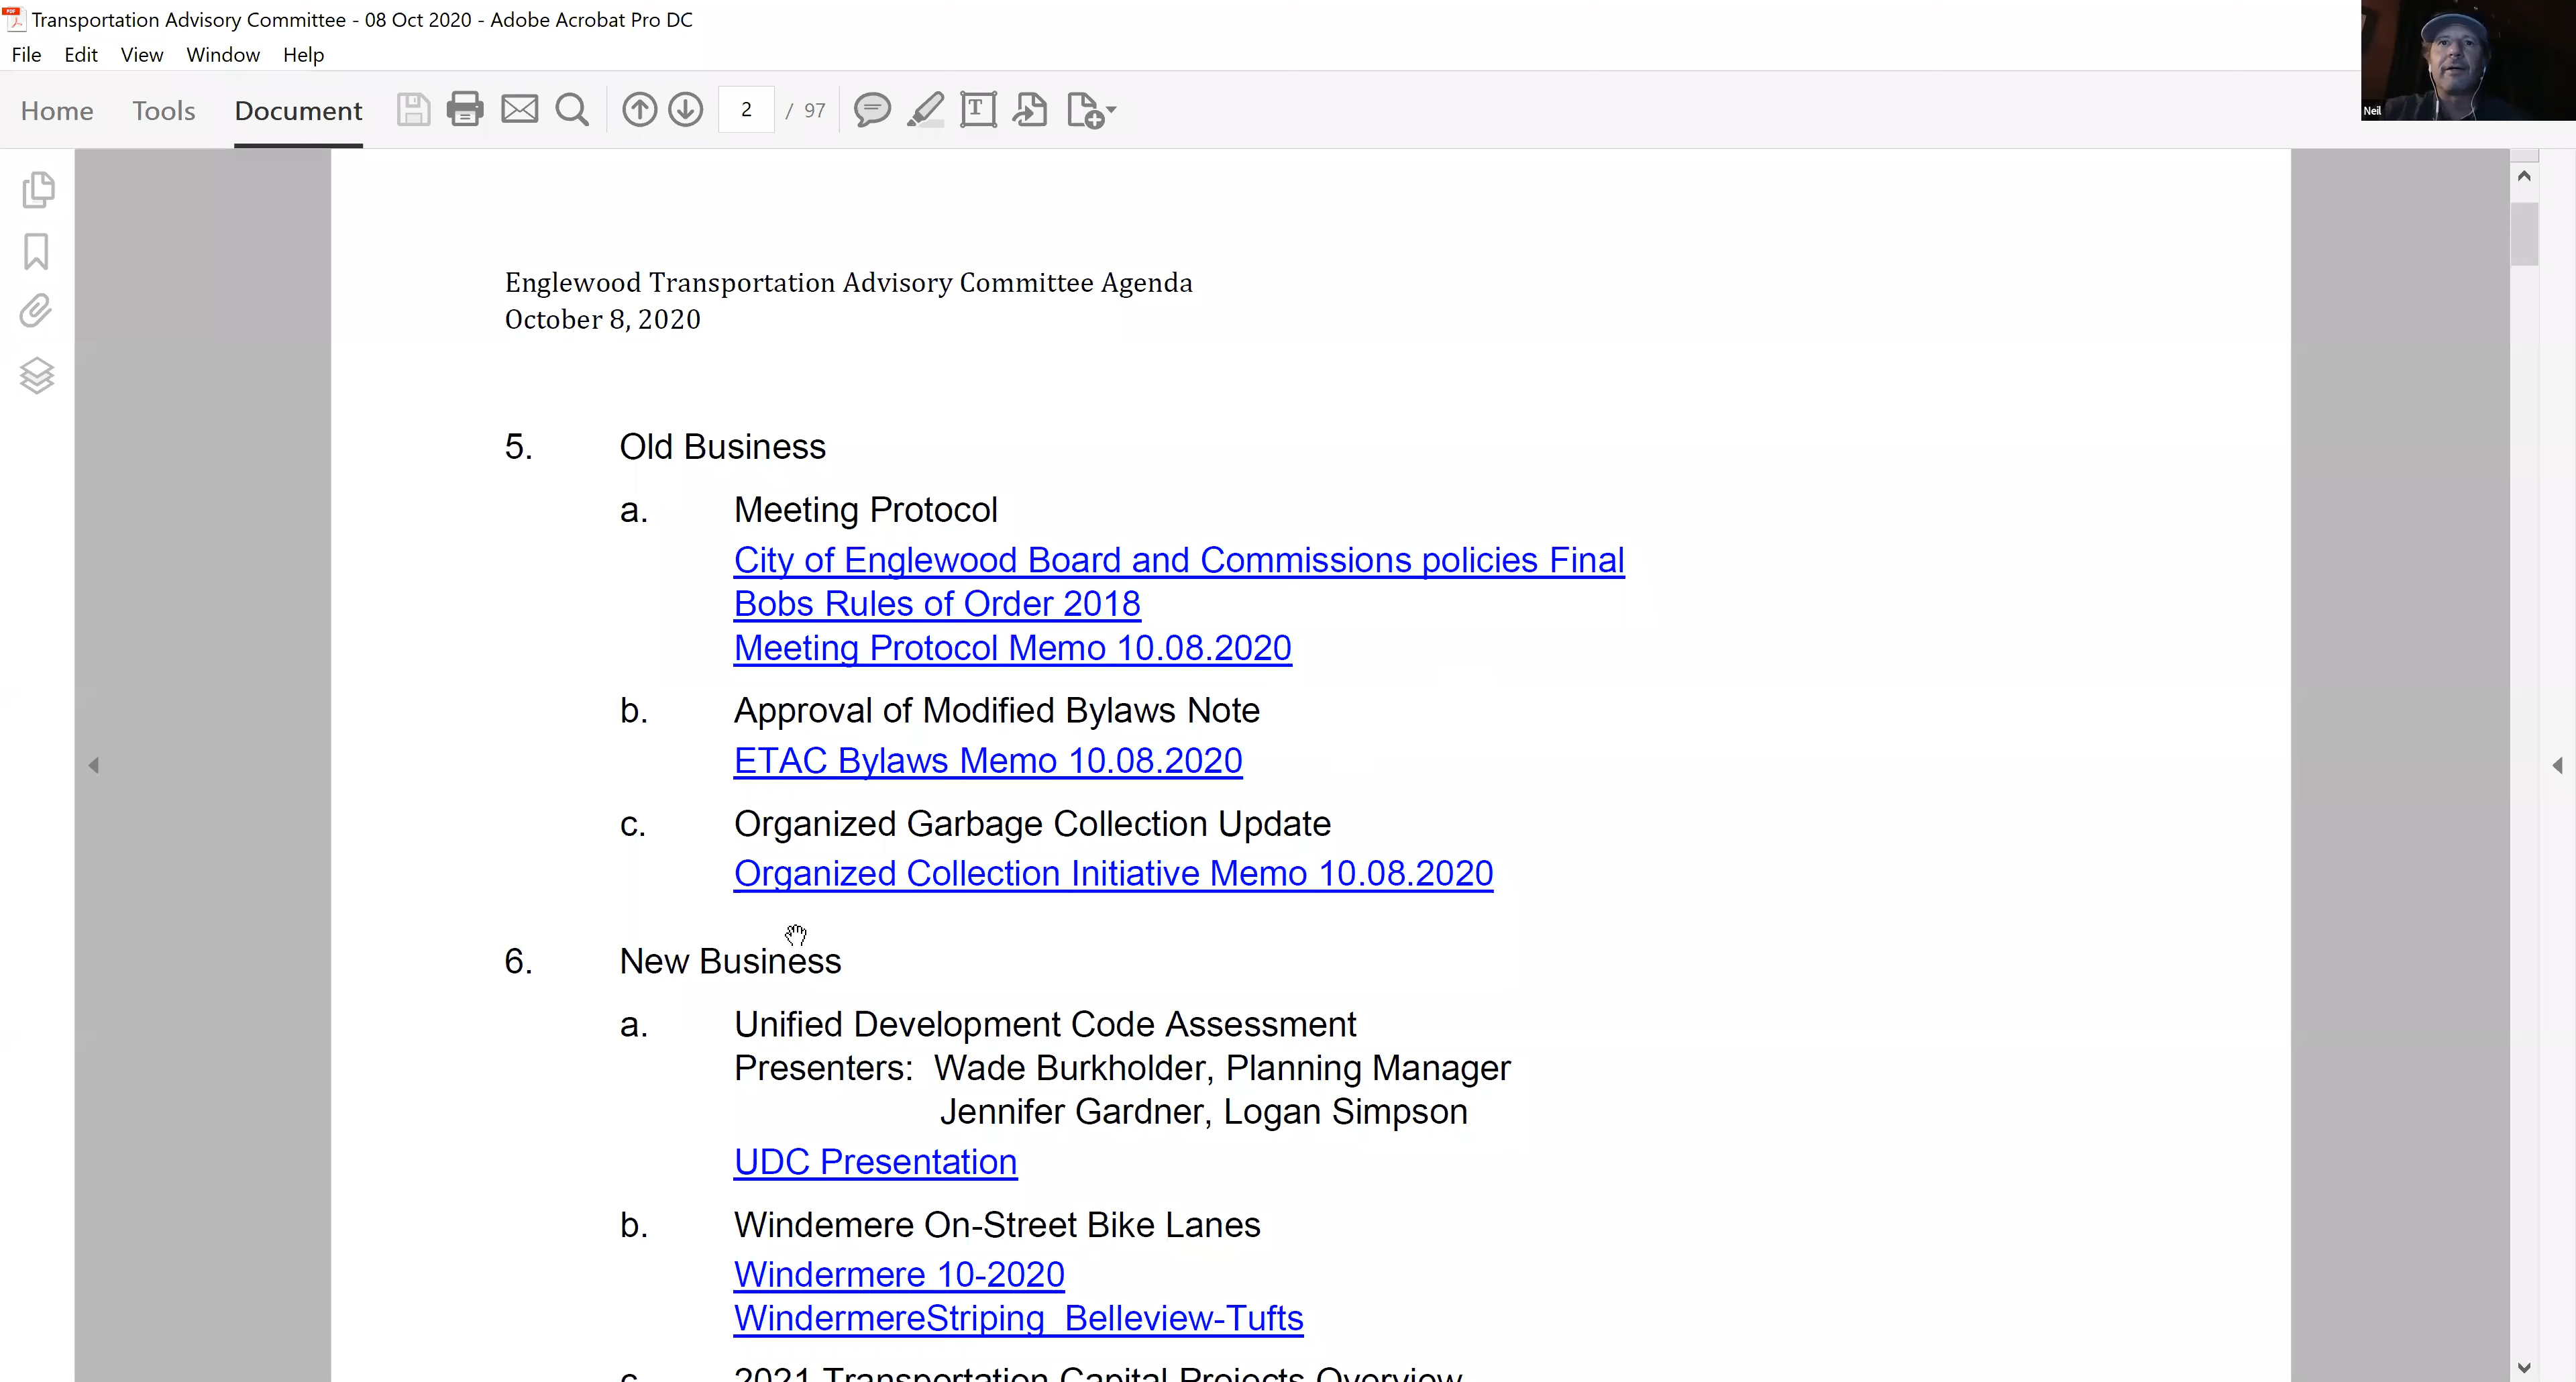 Transportation Advisory Committee - 08 Oct 2020 - Adobe Acrobat Pro DC
File Edit View Window Help
Home Tools Document 2 / 97
Neil
Englewood Transportation Advisory Committee Agenda
October 8, 2020
5. Old Business
a. Meeting Protocol
City of Englewood Board and Commissions policies Final
Bobs Rules of Order 2018
Meeting Protocol Memo 10.08.2020
b. Approval of Modified Bylaws Note
ETAC Bylaws Memo 10.08.2020
c. Organized Garbage Collection Update
Organized Collection Initiative Memo 10.08.2020
6. New Business
a. Unified Development Code Assessment
Presenters: Wade Burkholder, Planning Manager
Jennifer Gardner, Logan Simpson
UDC Presentation
b. Windemere On-Street Bike Lanes
Windermere 10-2020
WindermereStriping_Belleview-Tufts
c. 2021 Transportation Capital Projects Overview